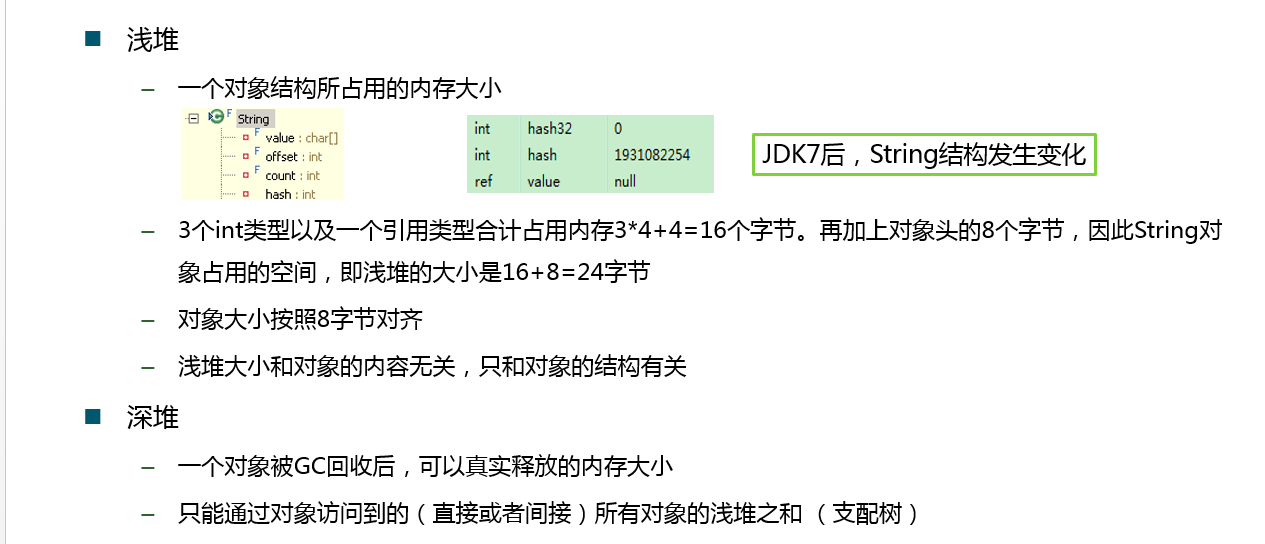 浅堆
一个对象结构所占用的内存大小
String
value : char[]
offset : int
count : int
hash : int
int hash32 0
int hash 1931082254
ref value null
JDK7后，String结构发生变化
3个int类型以及一个引用类型合计占用内存3*4+4=16个字节。再加上对象头的8个字节，因此String对
象占用的空间，即浅堆的大小是16+8=24字节
对象大小按照8字节对齐
浅堆大小和对象的内容无关，只和对象的结构有关
深堆
一个对象被GC回收后，可以真实释放的内存大小
只能通过对象访问到的（直接或者间接）所有对象的浅堆之和 （支配树）